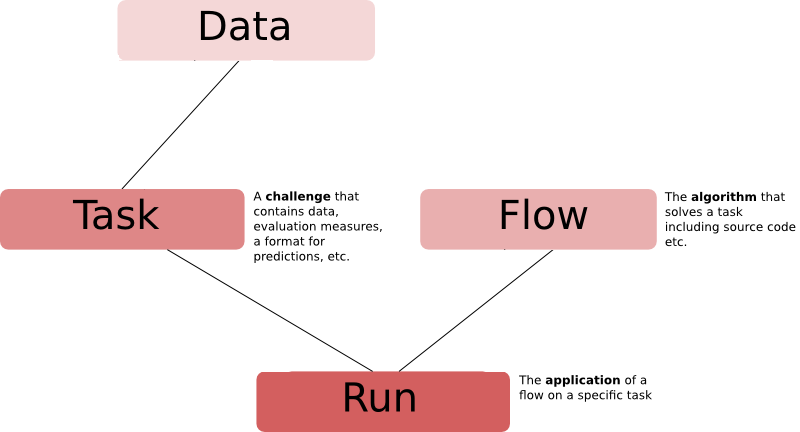 Data
Task
A challenge that
contains data,
evaluation measures,
a format for
predictions, etc.
Flow
The algorithm that
solves a task
including source code
etc.
Run
The application of a
flow on a specific task